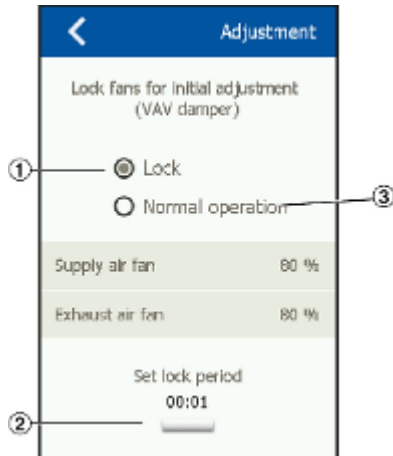 Adjustment
Lock fans for initial adjustment
(VAV damper)
1
Lock
Normal operation
3
Supply air fan 80 %
Exhaust air fan 80 %
Set lock period
00:01
2